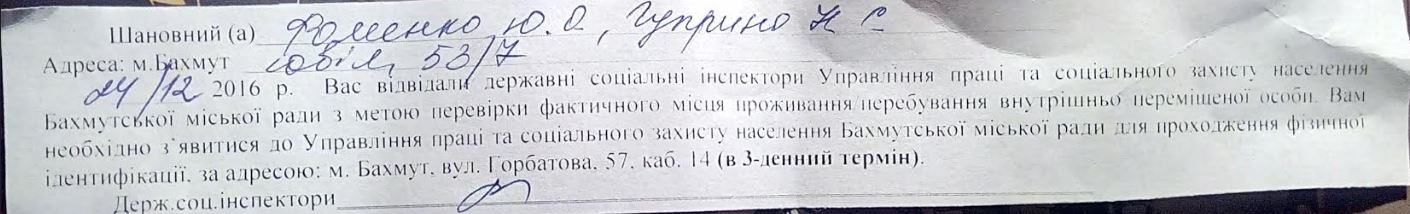 Шановний (а) Фоменко Ю. О, Гуприно Н С
Адреса: м.Бахмут Ювіл, 53/7
24/12 2016 р. Вас відвідали державні соціальні інспектори Управління праці та соціального захисту населення
Бахмутської міської ради з метою перевірки фактичного місця проживання/перебування внутрішньо переміщеної особи. Вам
необхідно з'явитися до Управління праці та соціального захисту населення Бахмутської міської ради для проходження фізичної
ідентифікації, за адресою: м. Бахмут, вул. Горбатова, 57, каб. 14 (в 3-денний термін).
Держ.соц.інспектори